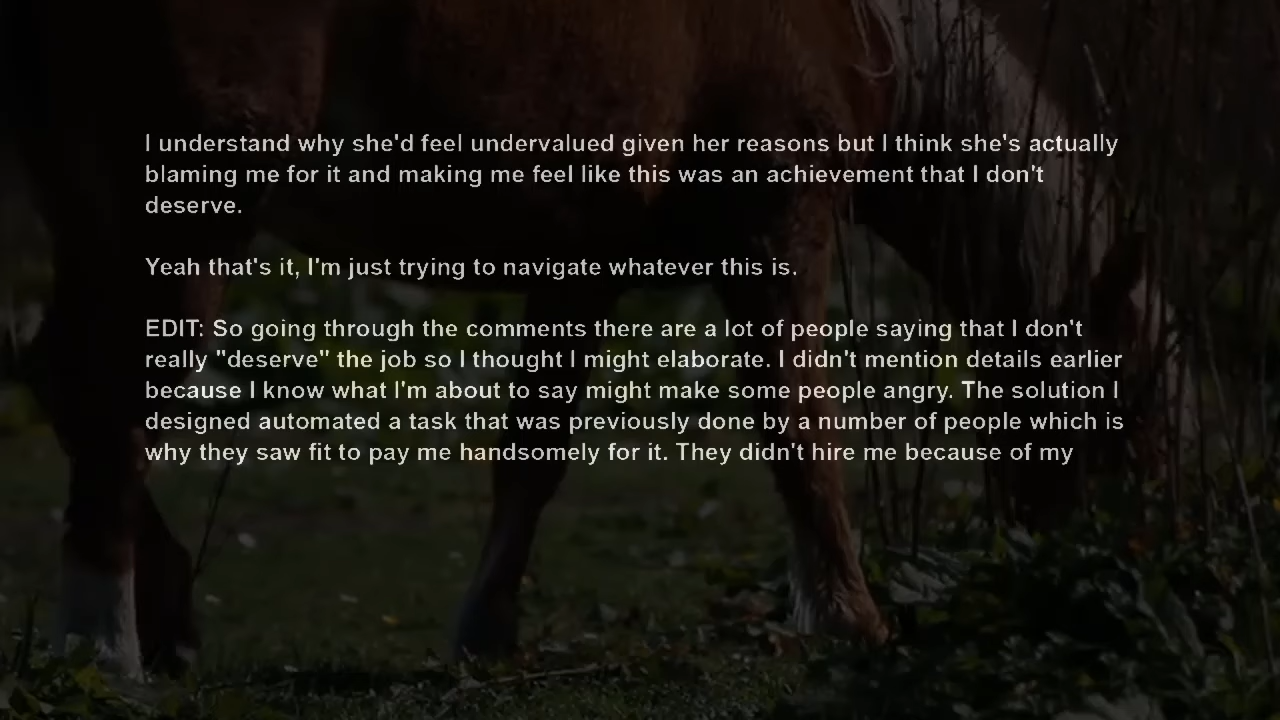 I understand why she'd feel undervalued given her reasons but I think she's actually
blaming me for it and making me feel like this was an achievement that I don't
deserve.
Yeah that's it, I'm just trying to navigate whatever this is.
EDIT: So going through the comments there are a lot of people saying that I don't
really "deserve" the job so I thought I might elaborate. I didn't mention details earlier
because I know what I'm about to say might make some people angry. The solution I
designed automated a task that was previously done by a number of people which is
why they saw fit to pay me handsomely for it. They didn't hire me because of my